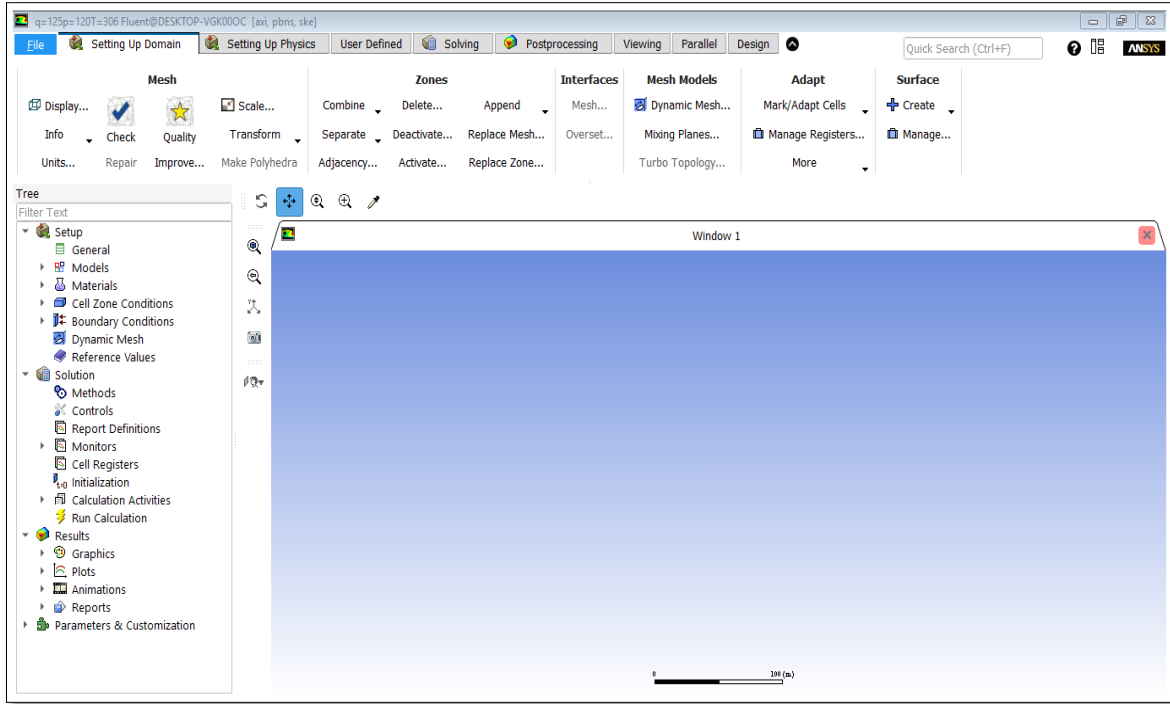 q=125p=120T=306 Fluent@DESKTOP-VGK00OC [axi, pbns, ske]
File Setting Up Domain Setting Up Physics User Defined Solving Postprocessing Viewing Parallel Design Quick Search (Ctrl+F) ANSYS
Mesh Zones Interfaces Mesh Models Adapt Surface
Display... Scale... Combine Delete... Append Mesh... Dynamic Mesh... Mark/Adapt Cells Create
Info Check Quality Transform Separate Deactivate... Replace Mesh... Overset... Mixing Planes... Manage Registers... Manage...
Units... Repair Improve... Make Polyhedra Adjacency... Activate... Replace Zone... Turbo Topology... More
Tree
Filter Text
Setup
General
Models
Materials
Cell Zone Conditions
Boundary Conditions
Dynamic Mesh
Reference Values
Solution
Methods
Controls
Report Definitions
Monitors
Cell Registers
t=0 Initialization
Calculation Activities
Run Calculation
Results
Graphics
Plots
Animations
Reports
Parameters & Customization
Window 1
0 100 (m)